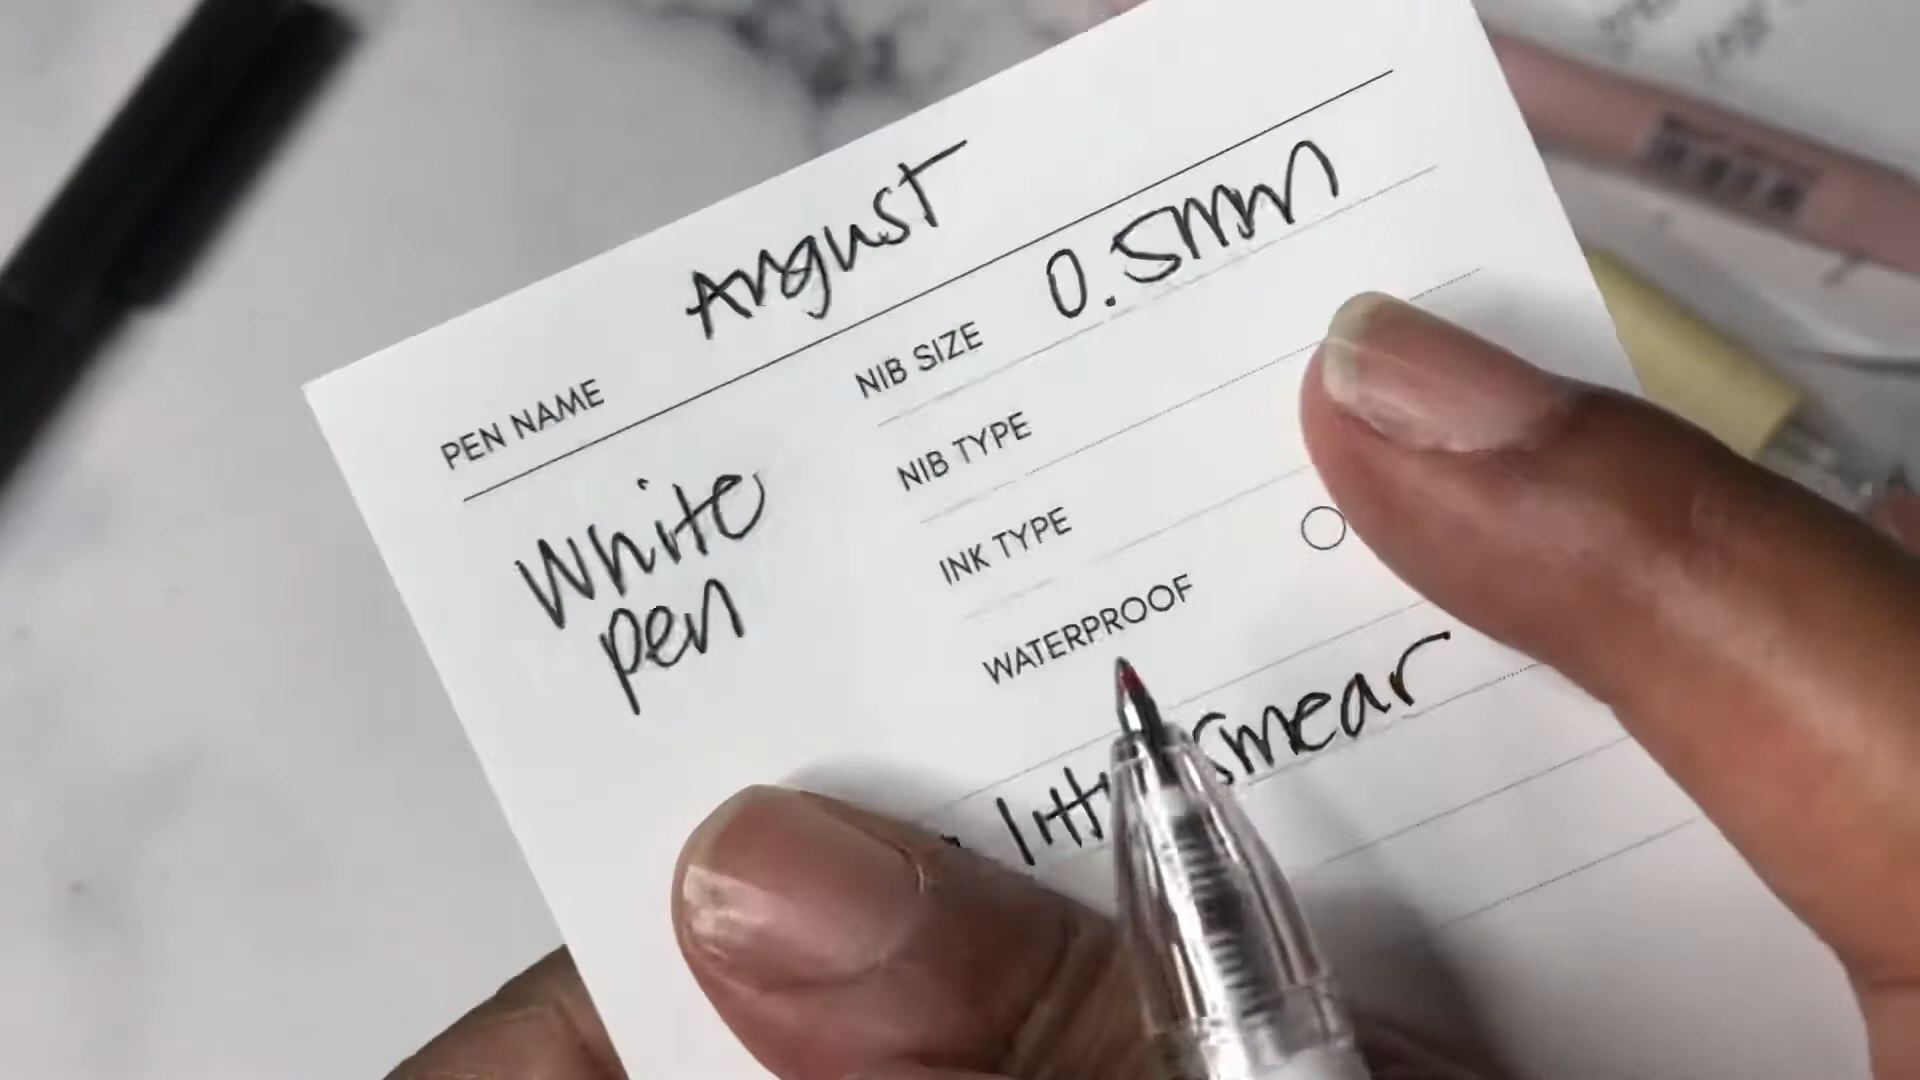 August
PEN NAME
NIB SIZE 0.5mm
NIB TYPE
INK TYPE
WATERPROOF
White
pen
smear